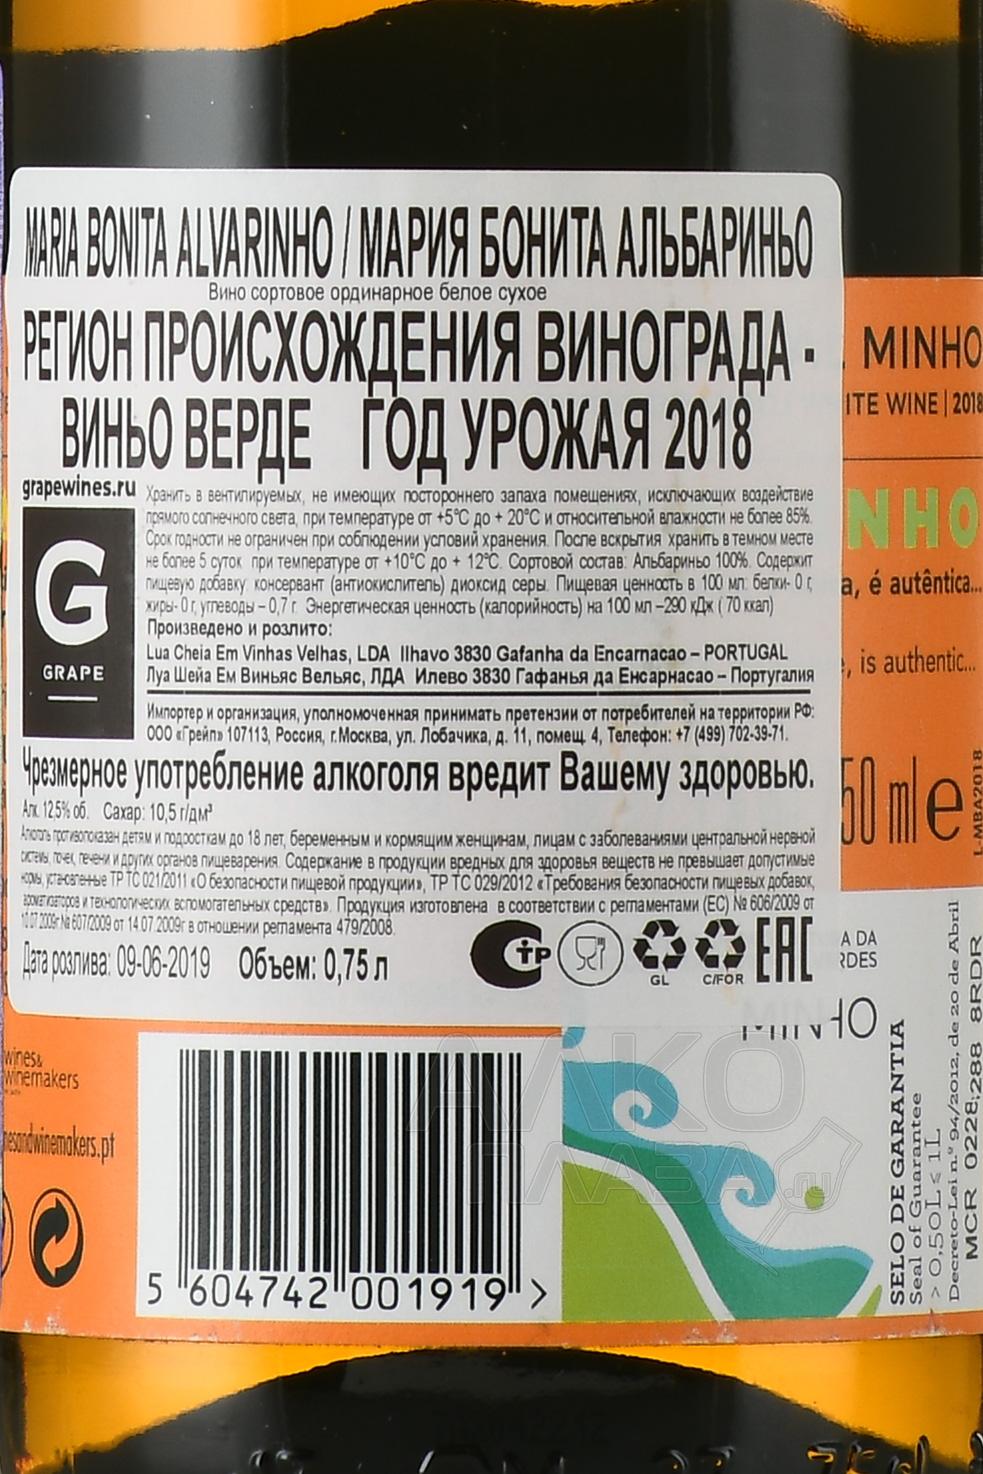 MARIA BONITA ALVARINHO / МАРИЯ БОНИТА АЛЬБАРИНЬО
Вино сортовое ординарное белое сухое
РЕГИОН ПРОИСХОЖДЕНИЯ ВИНОГРАДА -
ВИНЬО ВЕРДЕ ГОД УРОЖАЯ 2018
grapewines.ru
Хранить в вентилируемых, не имеющих постороннего запаха помещениях, исключающих воздействие
прямого солнечного света, при температуре от +5°C до + 20°C и относительной влажности не более 85%.
Срок годности не ограничен при соблюдении условий хранения. После вскрытия хранить в темном месте
не более 5 суток при температуре от +10°C до + 12°C. Сортовой состав: Альбариньо 100%. Содержит
пищевую добавку: консервант (антиокислитель) диоксид серы. Пищевая ценность в 100 мл: белки- 0 г,
жиры- 0 г, углеводы – 0,7 г. Энергетическая ценность (калорийность) на 100 мл –290 кДж ( 70 ккал)
G
GRAPE
Произведено и розлито:
Lua Cheia Em Vinhas Velhas, LDA Ilhavo 3830 Gafanha da Encarnacao – PORTUGAL
Луа Шейа Ем Виньяс Вельяс, ЛДА Илево 3830 Гафанья да Енсарнасао – Португалия
Импортер и организация, уполномоченная принимать претензии от потребителей на территории РФ:
ООО «Грейп» 107113, Россия, г.Москва, ул. Лобачика, д. 11, помещ. 4, Телефон: +7 (499) 702-39-71.
Чрезмерное употребление алкоголя вредит Вашему здоровью.
Алк. 12,5% об. Сахар: 10,5 г/дм³
Алкоголь противопоказан детям и подросткам до 18 лет, беременным и кормящим женщинам, лицам с заболеваниями центральной нервной
системы, почек, печени и других органов пищеварения. Содержание в продукции вредных для здоровья веществ не превышает допустимые
нормы, установленные ТР ТС 021/2011 «О безопасности пищевой продукции», ТР ТС 029/2012 «Требования безопасности пищевых добавок,
ароматизаторов и технологических вспомогательных средств». Продукция изготовлена в соответствии с регламентами (ЕС) № 606/2009 от
10.07.2009г.№ 607/2009 от 14.07.2009г в отношении регламента 479/2008.
Дата розлива: 09-06-2019 Объем: 0,75 л
GL
C/FOR
EAC
MINHO
ITE WINE | 2018
NHO
a, é autêntica...
, is authentic...
50 ml e
L-MBA2018
A DA
RDES
MINHO
wines&
winemakers
nesandwinemakers.pt
5 604742 001919 >
SELO DE GARANTIA
Seal of Guarantee
> 0,50L ≤ 1L
Decreto-Lei n.º 94/2012, de 20 de Abril
MCR 0228,288 8RDR
АЛКО
ПЛАЗА
.ru